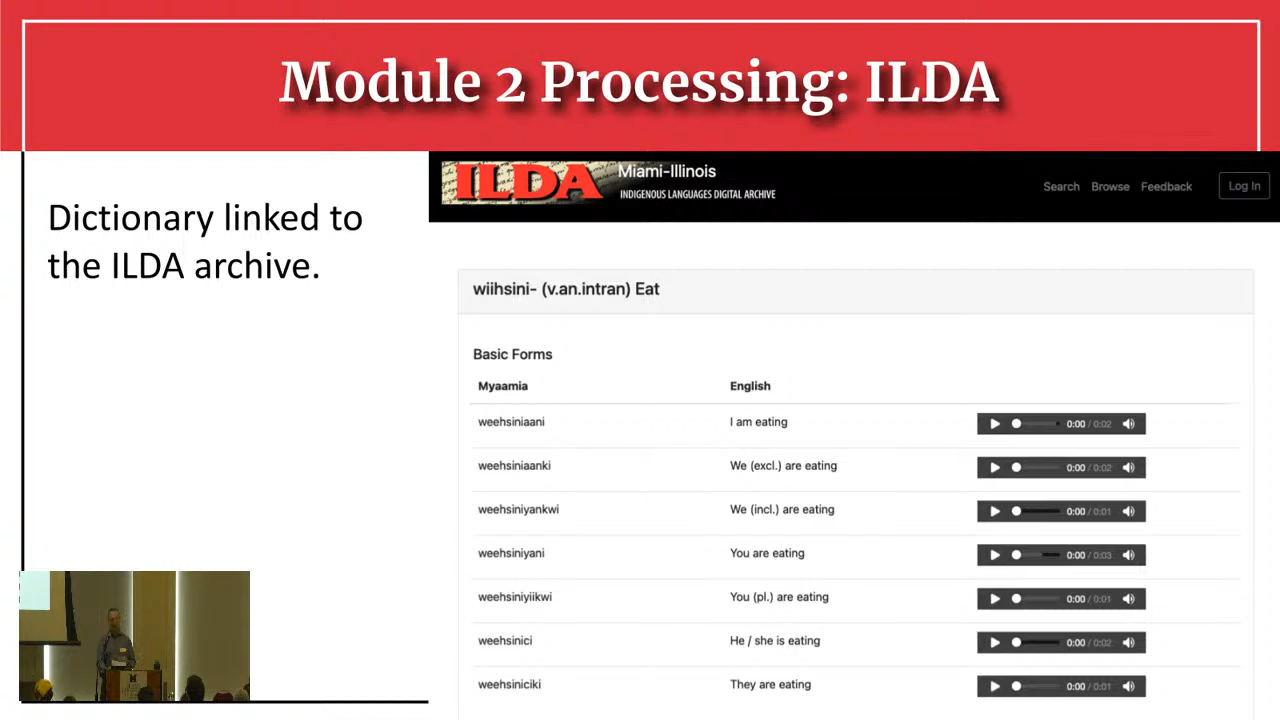 Module 2 Processing: ILDA
Dictionary linked to
the ILDA archive.
ILDA
Miami-Illinois
INDIGENOUS LANGUAGES DIGITAL ARCHIVE
Search Browse Feedback Log In
wiihsini- (v.an.intran) Eat
Basic Forms
Myaamia English
weehsiniaani I am eating 0:00 / 0:02
weehsiniaanki We (excl.) are eating 0:00 / 0:02
weehsiniyankwi We (incl.) are eating 0:00 / 0:01
weehsiniyani You are eating 0:00 / 0:03
weehsiniyiikwi You (pl.) are eating 0:00 / 0:01
weehsinici He / she is eating 0:00 / 0:02
weehsiniciki They are eating 0:00 / 0:01